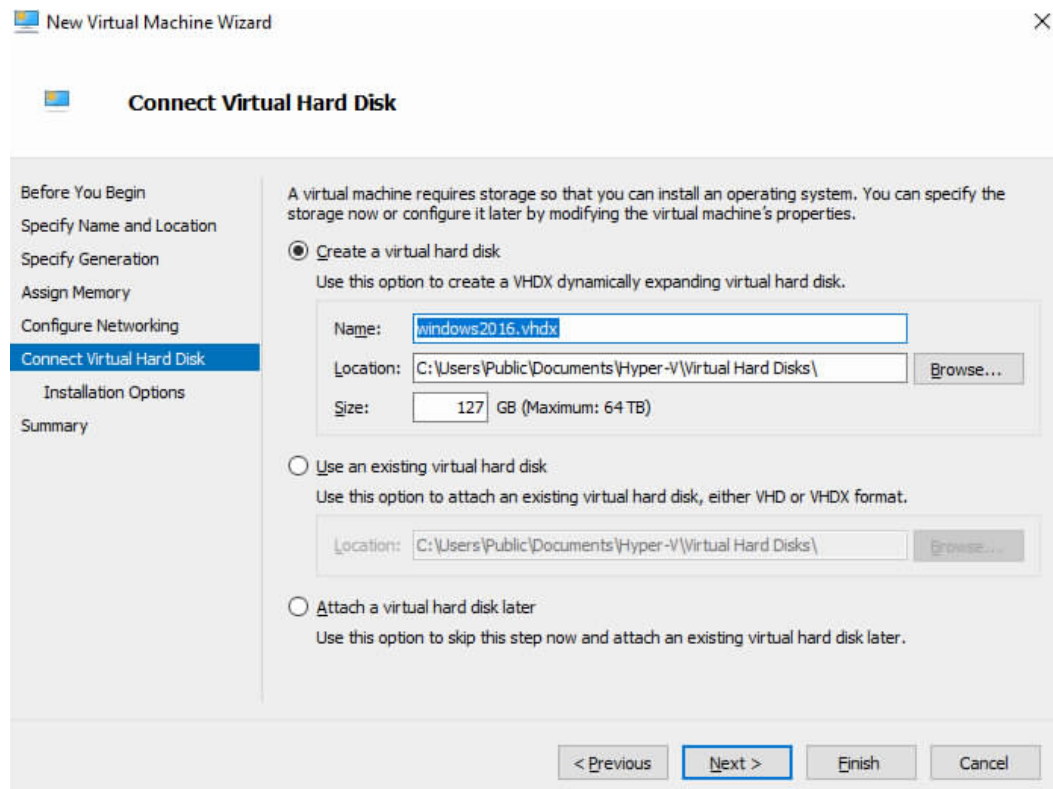 New Virtual Machine Wizard
Connect Virtual Hard Disk
Before You Begin
Specify Name and Location
Specify Generation
Assign Memory
Configure Networking
Connect Virtual Hard Disk
Installation Options
Summary
A virtual machine requires storage so that you can install an operating system. You can specify the
storage now or configure it later by modifying the virtual machine's properties.
Create a virtual hard disk
Use this option to create a VHDX dynamically expanding virtual hard disk.
Name: windows2016.vhdx
Location: C:\Users\Public\Documents\Hyper-V\Virtual Hard Disks\ Browse...
Size: 127 GB (Maximum: 64 TB)
Use an existing virtual hard disk
Use this option to attach an existing virtual hard disk, either VHD or VHDX format.
Location: C:\Users\Public\Documents\Hyper-V\Virtual Hard Disks\ Browse...
Attach a virtual hard disk later
Use this option to skip this step now and attach an existing virtual hard disk later.
< Previous Next > Finish Cancel